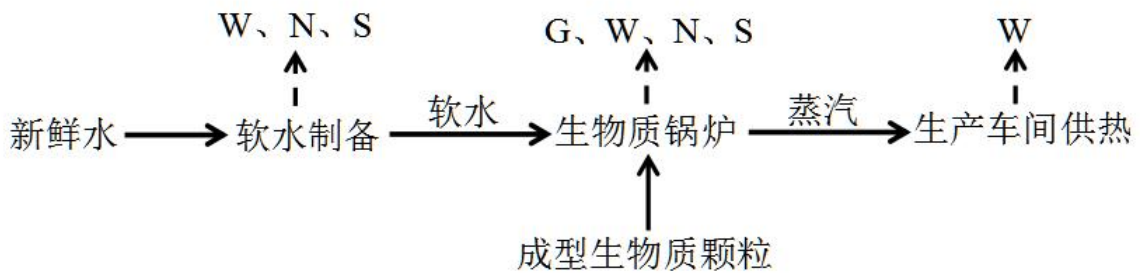 W、N、S
G、W、N、S
W
新鲜水
软水制备
软水
生物质锅炉
蒸汽
生产车间供热
成型生物质颗粒